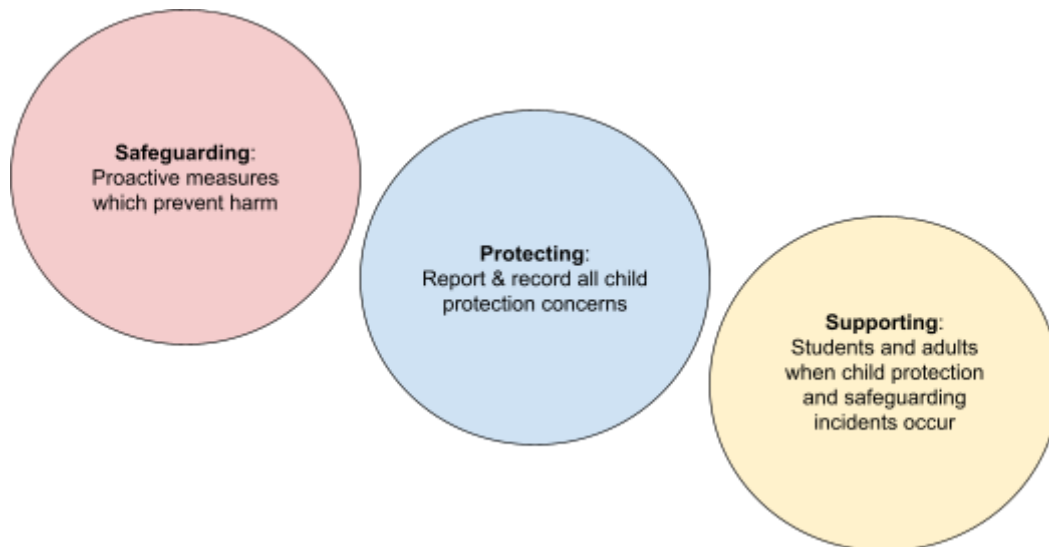 Safeguarding:
Proactive measures
which prevent harm
Protecting:
Report & record all child
protection concerns
Supporting:
Students and adults
when child protection
and safeguarding
incidents occur